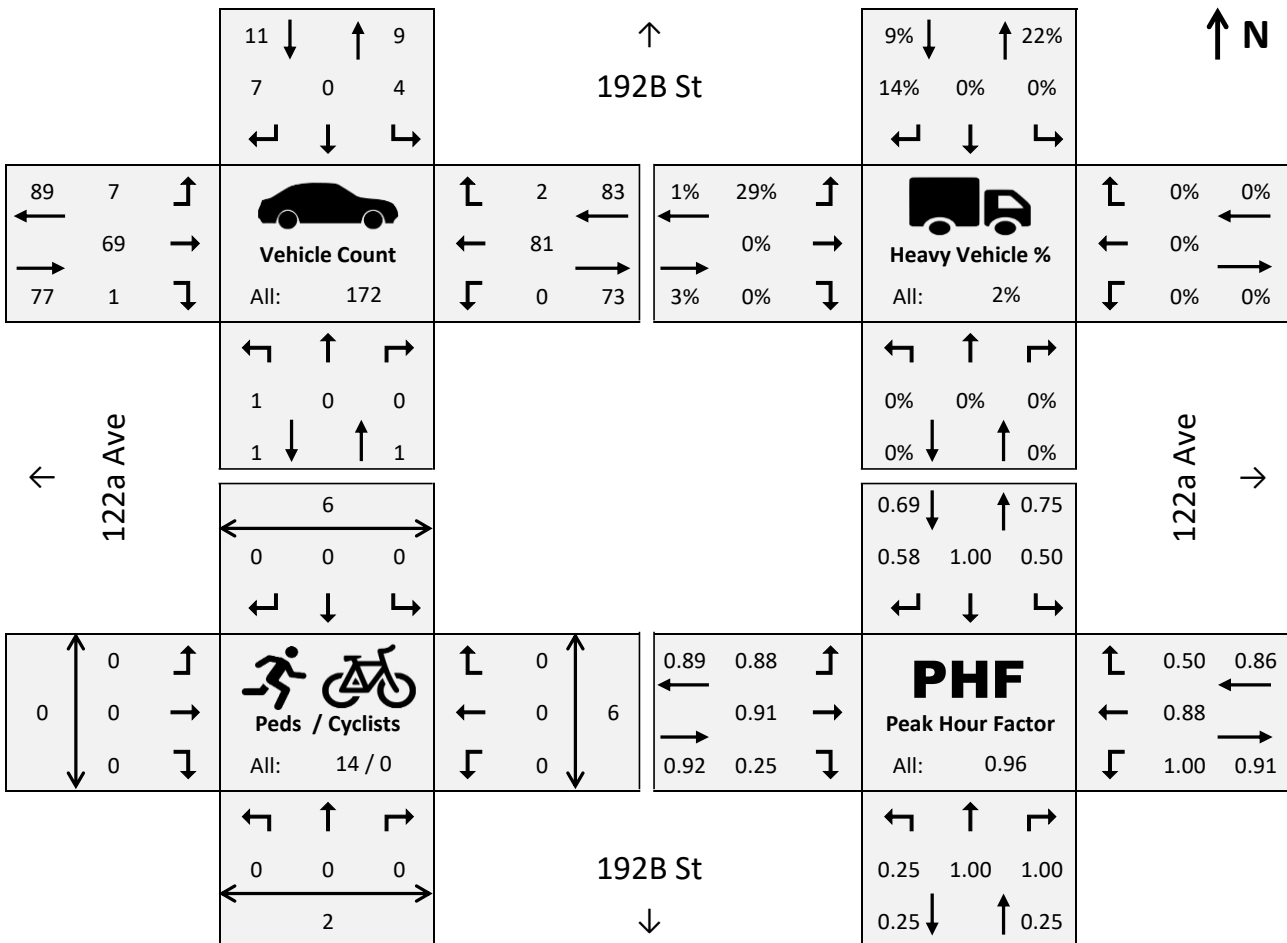 11 9 9% 22% N
192B St
7 0 4 14% 0% 0%
89 7 2 83 1% 29% 0% 0%
69 Vehicle Count 81 0% Heavy Vehicle % 0%
77 1 All: 172 0 73 3% 0% All: 2% 0% 0%
1 0 0 0% 0% 0%
1 1 0% 0%
122a Ave
122a Ave
6 0.69 0.75
0 0 0 0.58 1.00 0.50
0 0 0.89 0.88 PHF 0.50 0.86
0 0 Peds / Cyclists 0 6 0.91 Peak Hour Factor 0.88
0 All: 14 / 0 0 0.92 0.25 All: 0.96 1.00 0.91
0 0 0 192B St 0.25 1.00 1.00
2 0.25 0.25